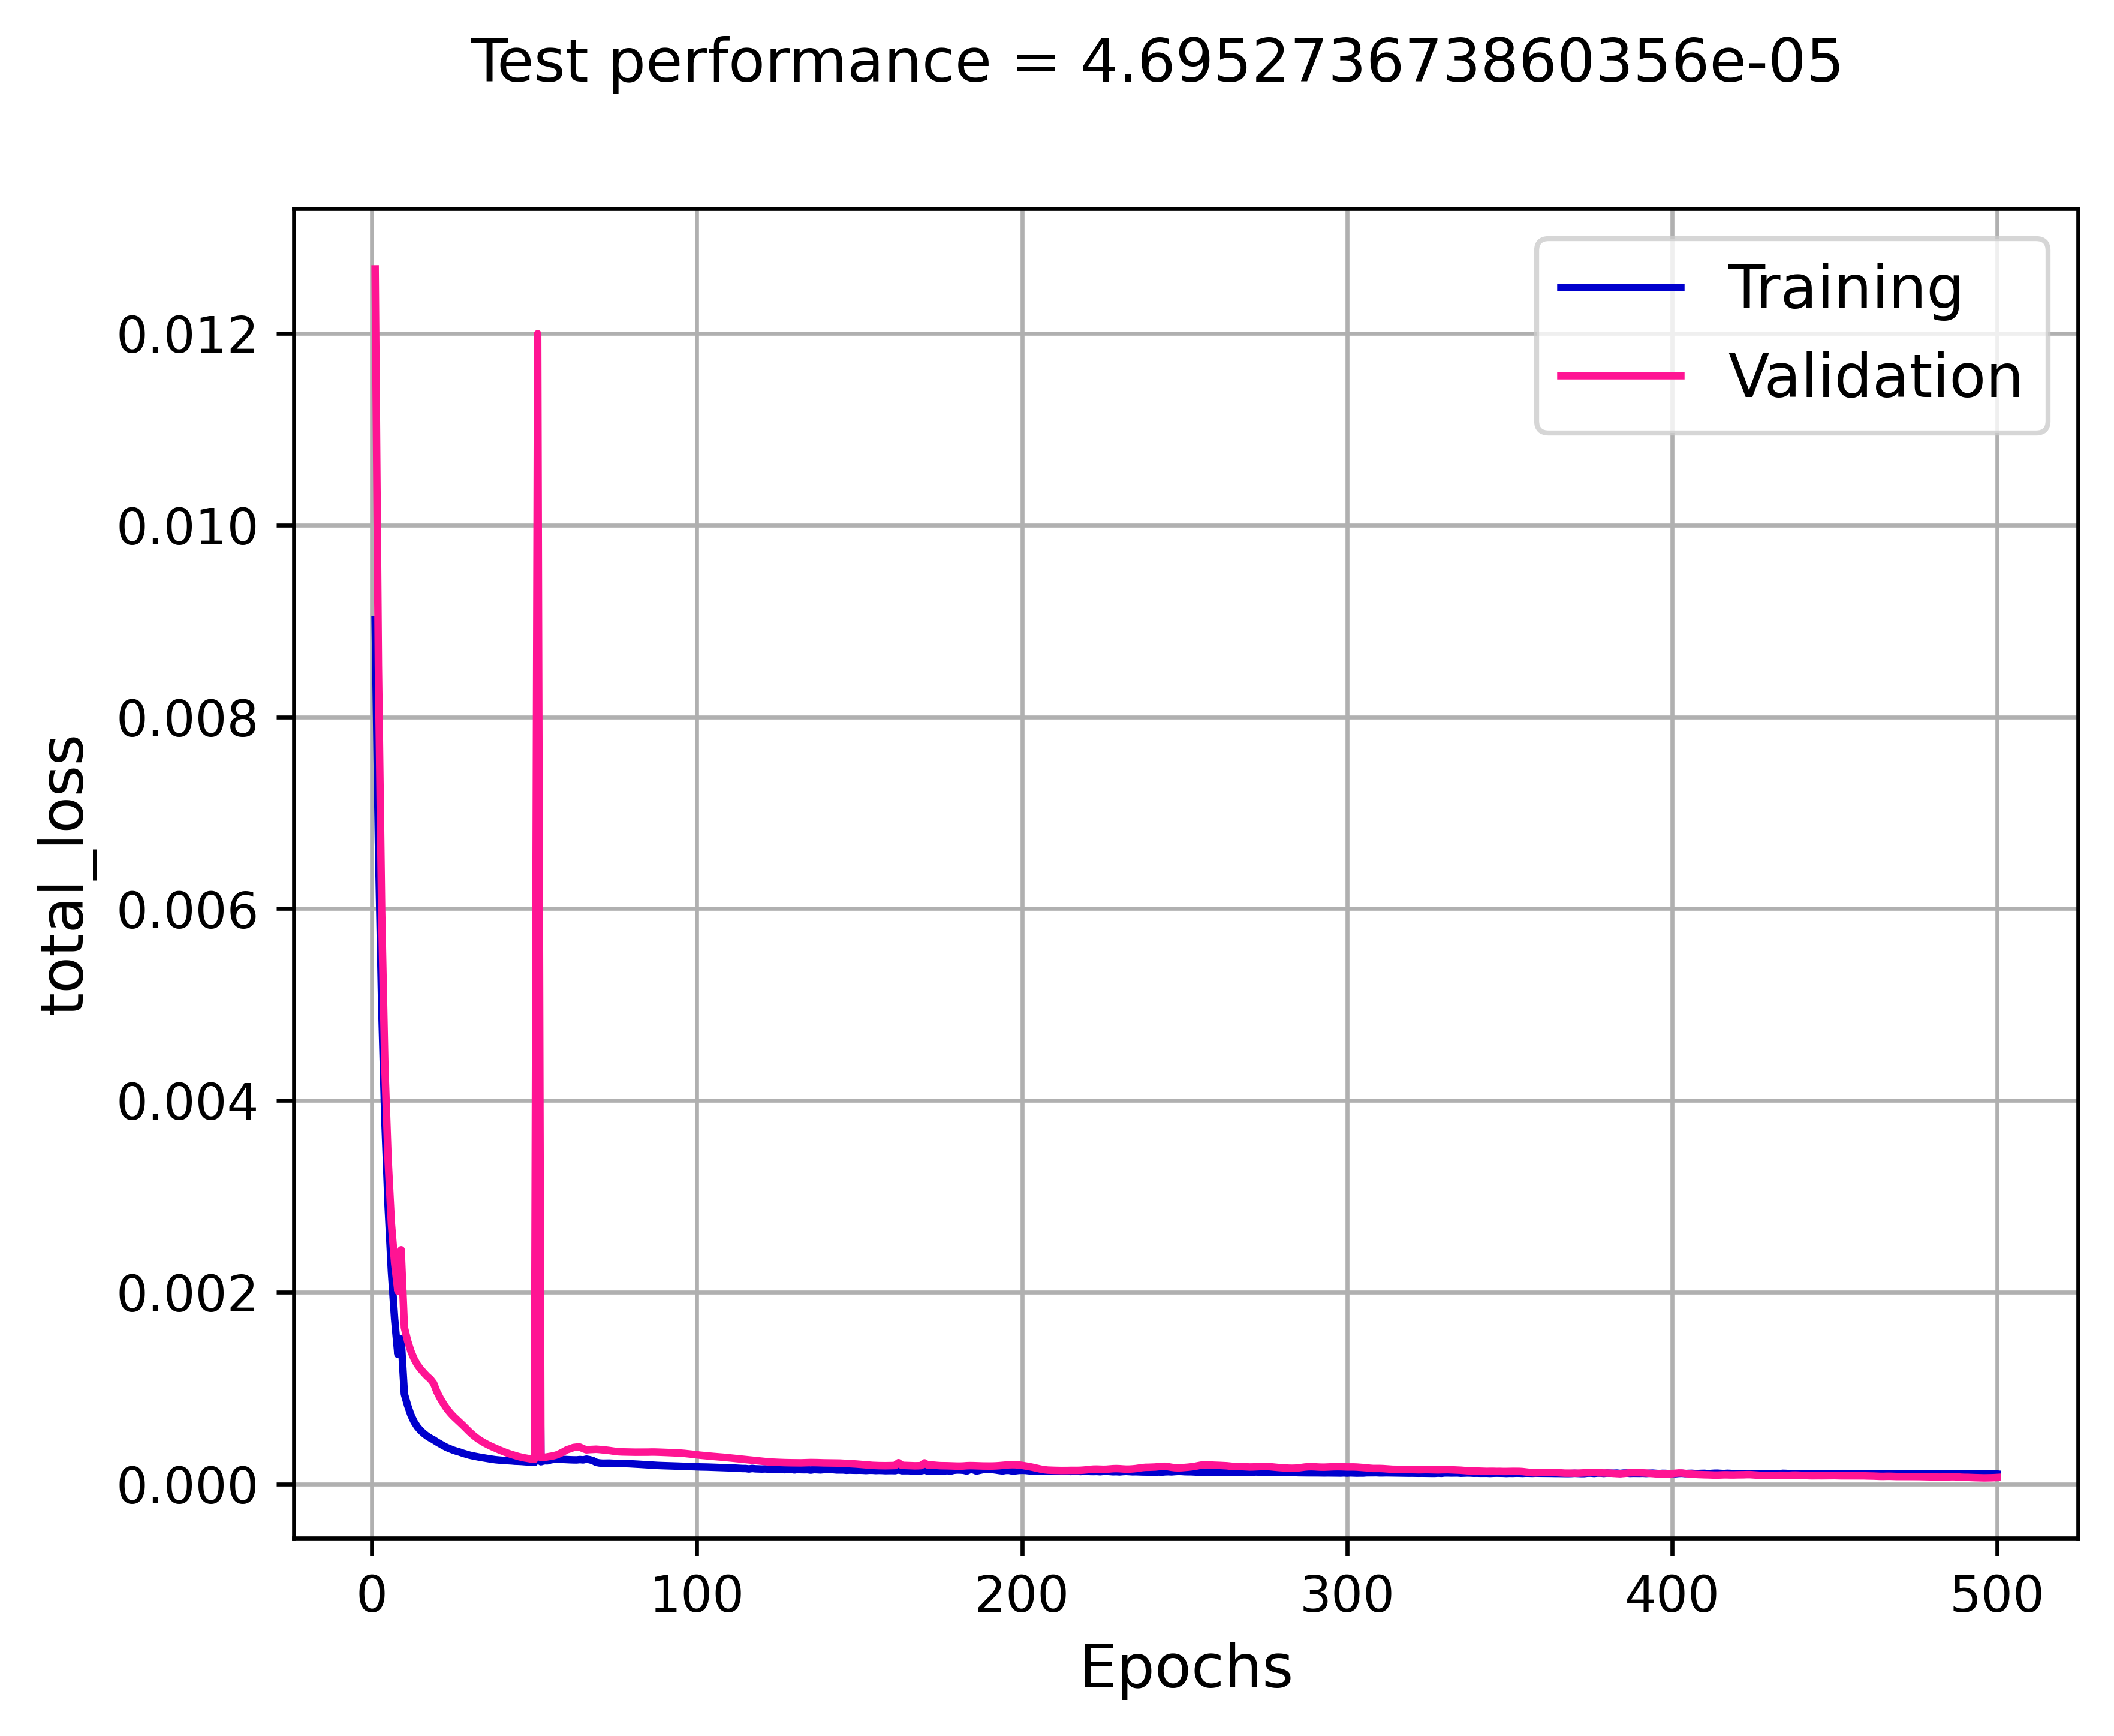 Test performance = 4.695273673860356e-05
Training
Validation
total_loss
0.012
0.010
0.008
0.006
0.004
0.002
0.000
0 100 200 300 400 500
Epochs